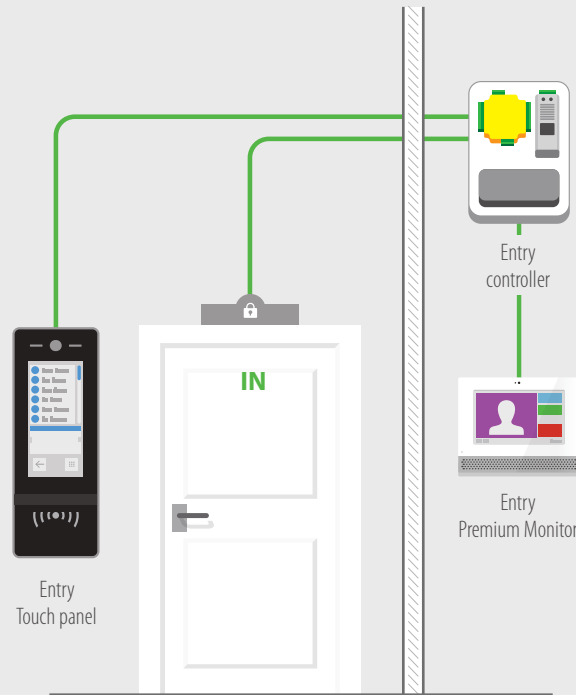 Entry
controller
IN
Entry
Premium Monitor
Entry
Touch panel